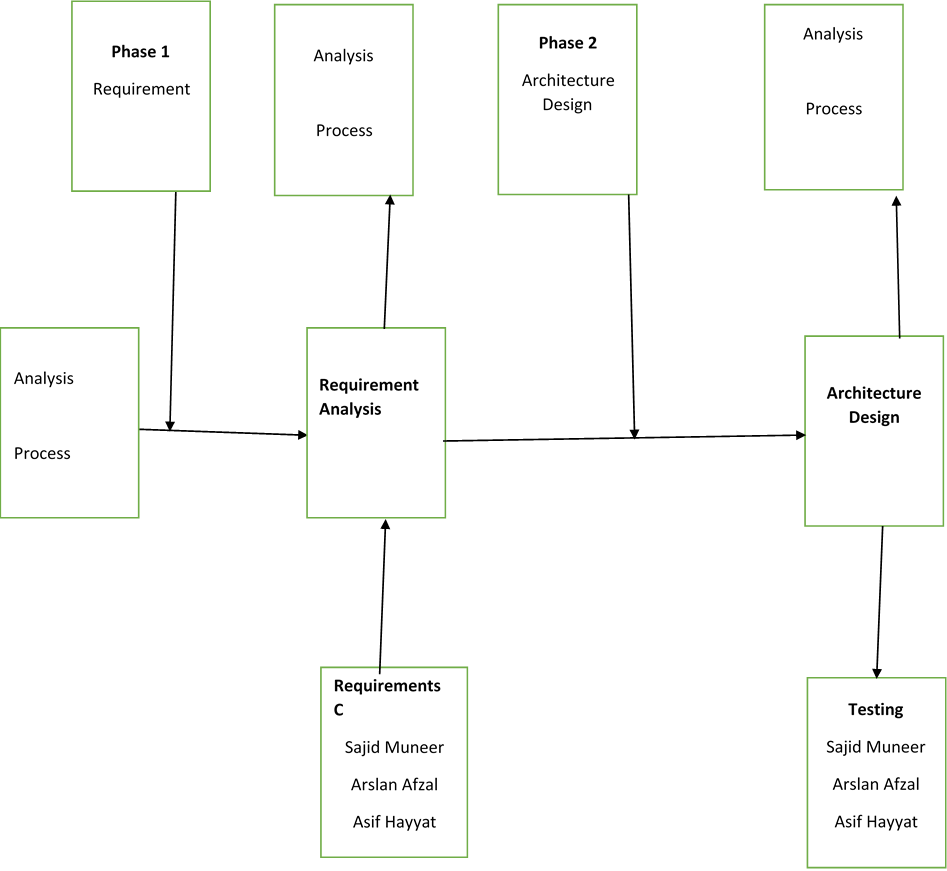 Phase 1
Requirement
Analysis
Process
Phase 2
Architecture
Design
Analysis
Process
Analysis
Process
Requirement
Analysis
Architecture
Design
Requirements
C
Sajid Muneer
Arslan Afzal
Asif Hayyat
Testing
Sajid Muneer
Arslan Afzal
Asif Hayyat